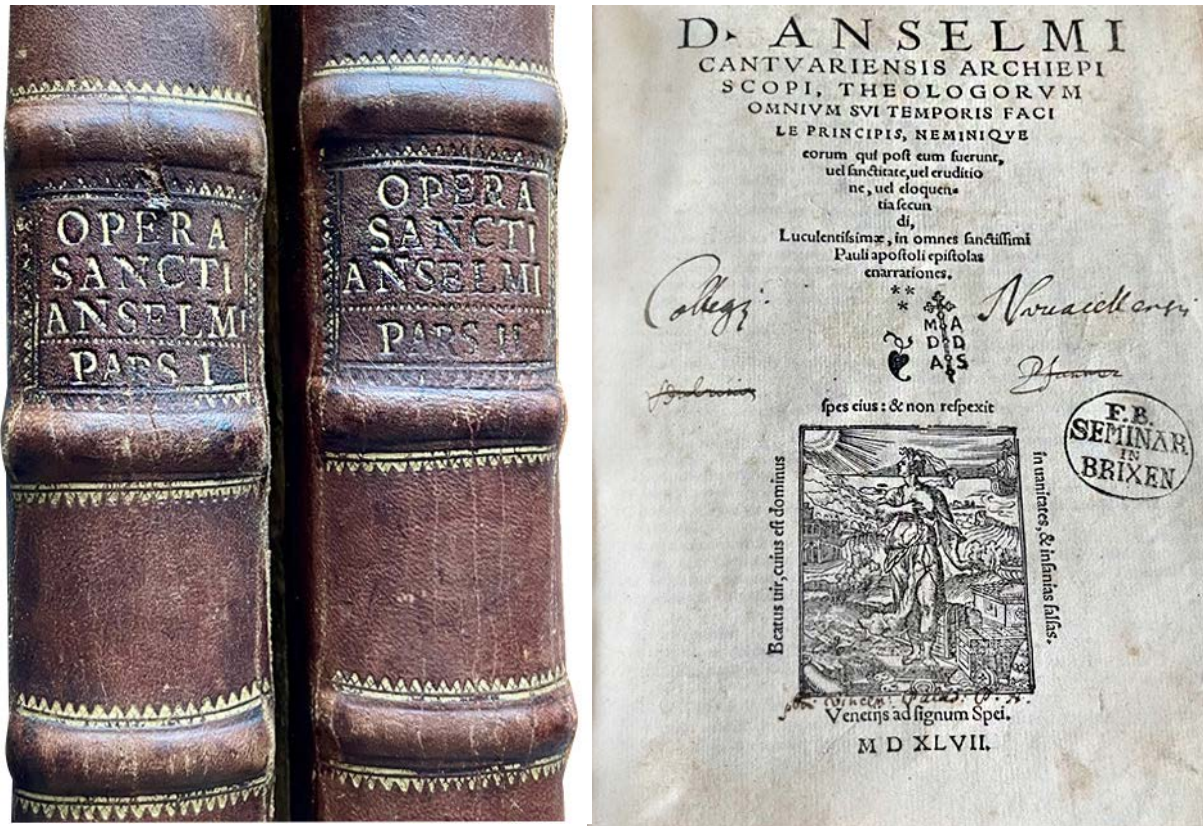 OPERA
SANCTI
ANSELMI
PARS I
OPERA
SANCTI
ANSELMI
PARS II
D. ANSELMI
CANTVARIENSIS ARCHIEPI
SCOPI, THEOLOGORVM
OMNIVM SVI TEMPORIS FACI
LE PRINCIPIS, NEMINIQVE
eorum qui post eum fuerunt,
uel sanctitate, uel eruditio
ne, uel eloquen-
tia secun
di,
Luculentissimæ, in omnes sanctissimi
Pauli apostoli epistolas
enarrationes.
* *
*
Collegij Nouacellensis
M A
D D
A S
spes eius: & non respexit
Beatus uir, cuius est dominus
in uanitates, & insanias falsas.
F. B.
SEMINAR
IN
BRIXEN
Venetijs ad signum Spei.
M D XLVII.